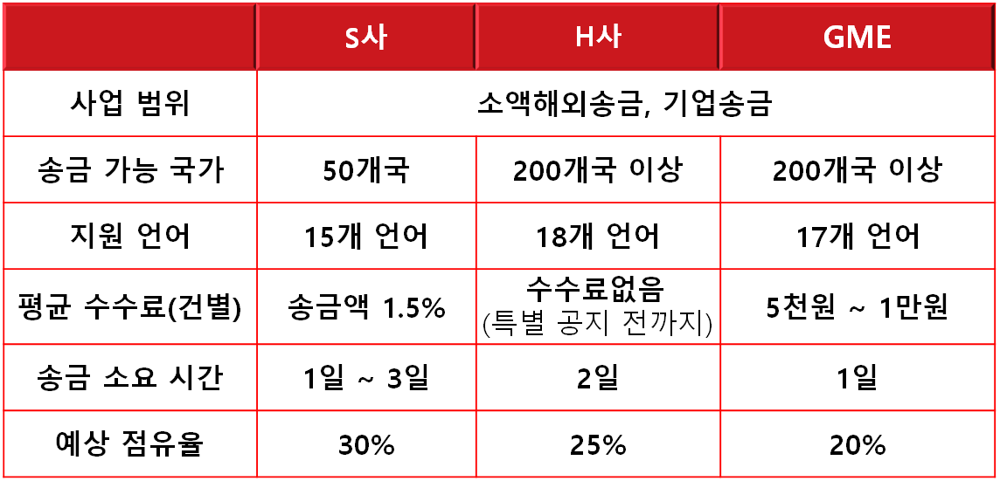 S사 H사 GME
사업 범위 소액해외송금, 기업송금
송금 가능 국가 50개국 200개국 이상 200개국 이상
지원 언어 15개 언어 18개 언어 17개 언어
평균 수수료(건별) 송금액 1.5% 수수료없음 5천원 ~ 1만원
(특별 공지 전까지)
송금 소요 시간 1일 ~ 3일 2일 1일
예상 점유율 30% 25% 20%